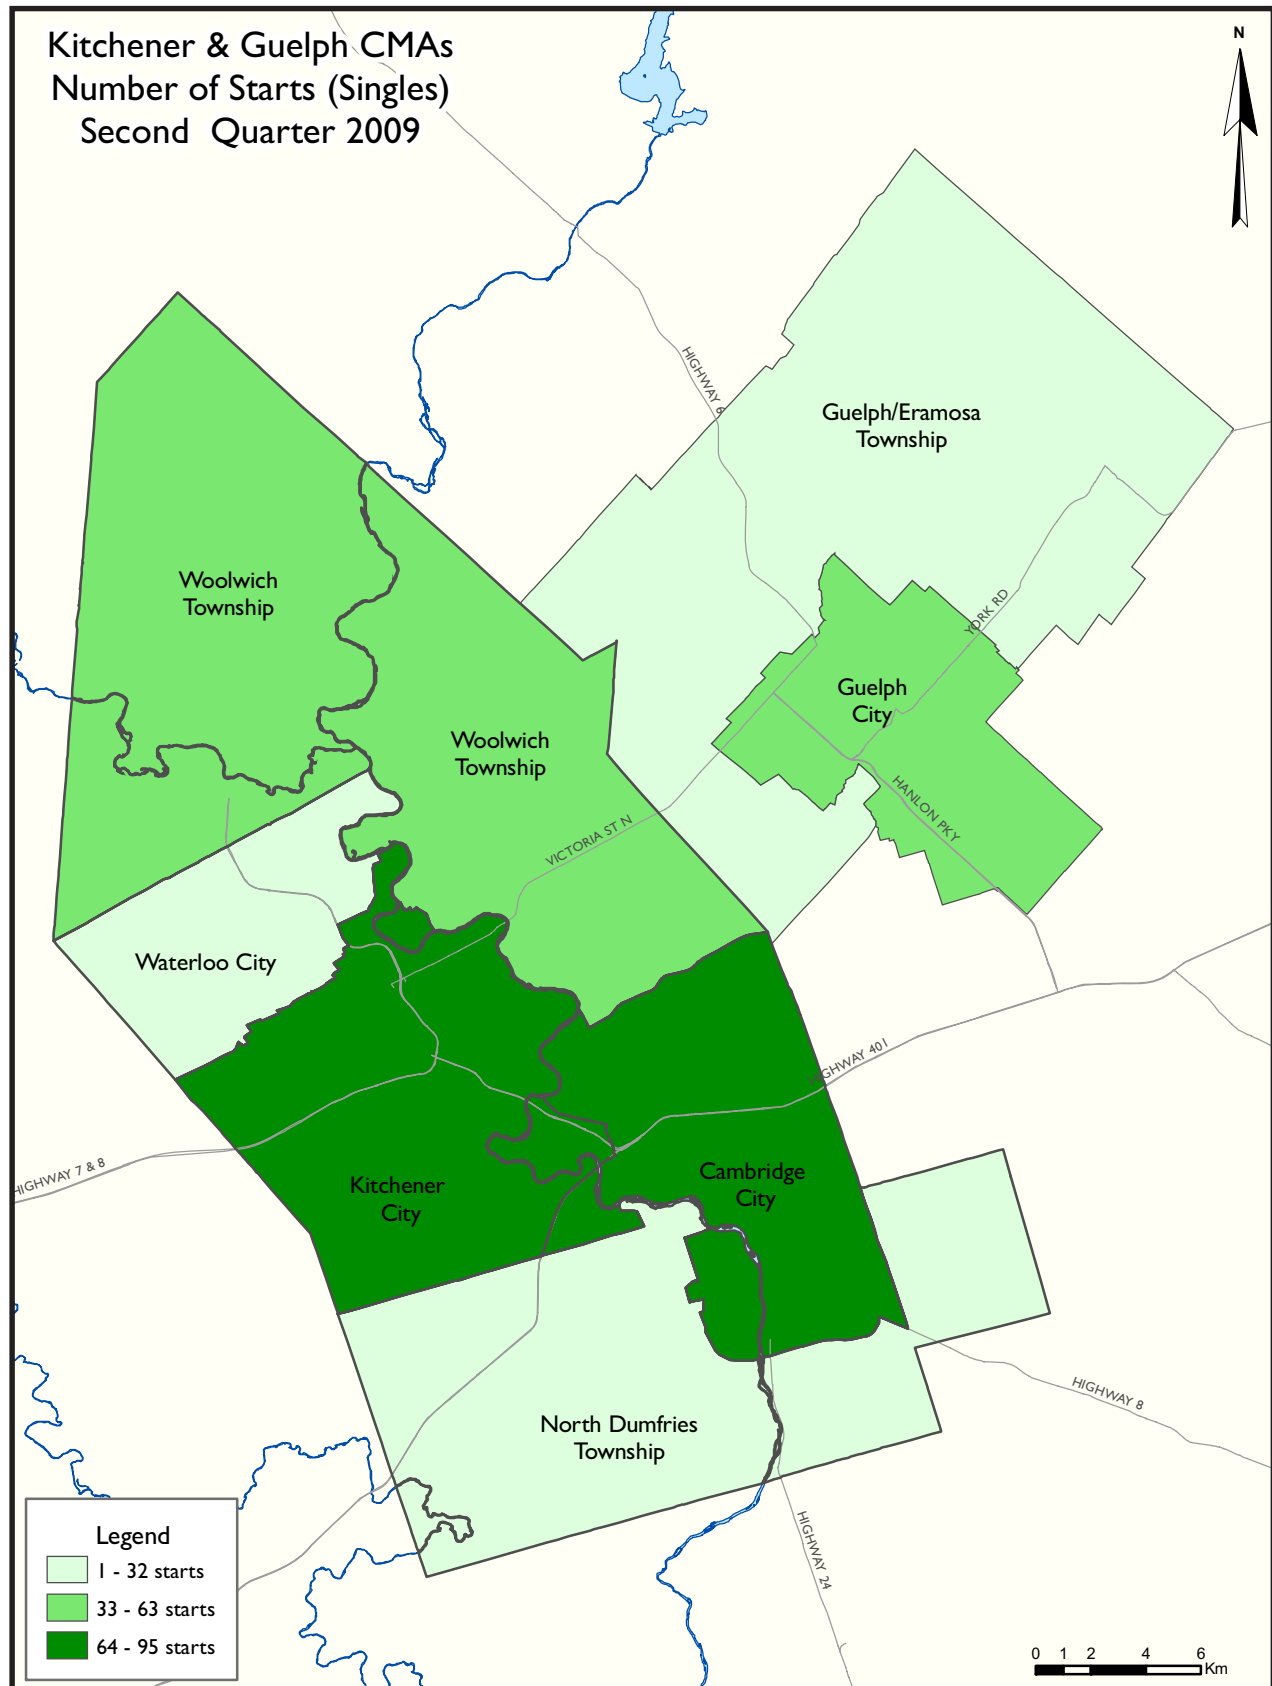 Kitchener & Guelph CMAs
Number of Starts (Singles)
Second Quarter 2009
N
HIGHWAY 6
Guelph/Eramosa
Township
Woolwich
Township
YORK RD
Guelph
City
Woolwich
Township
HANLON PKY
VICTORIA ST N
Waterloo City
HIGHWAY 401
HIGHWAY 7 & 8
Kitchener
City
Cambridge
City
HIGHWAY 8
North Dumfries
Township
HIGHWAY 24
Legend
1 - 32 starts
33 - 63 starts
64 - 95 starts
0 1 2 4 6
Km